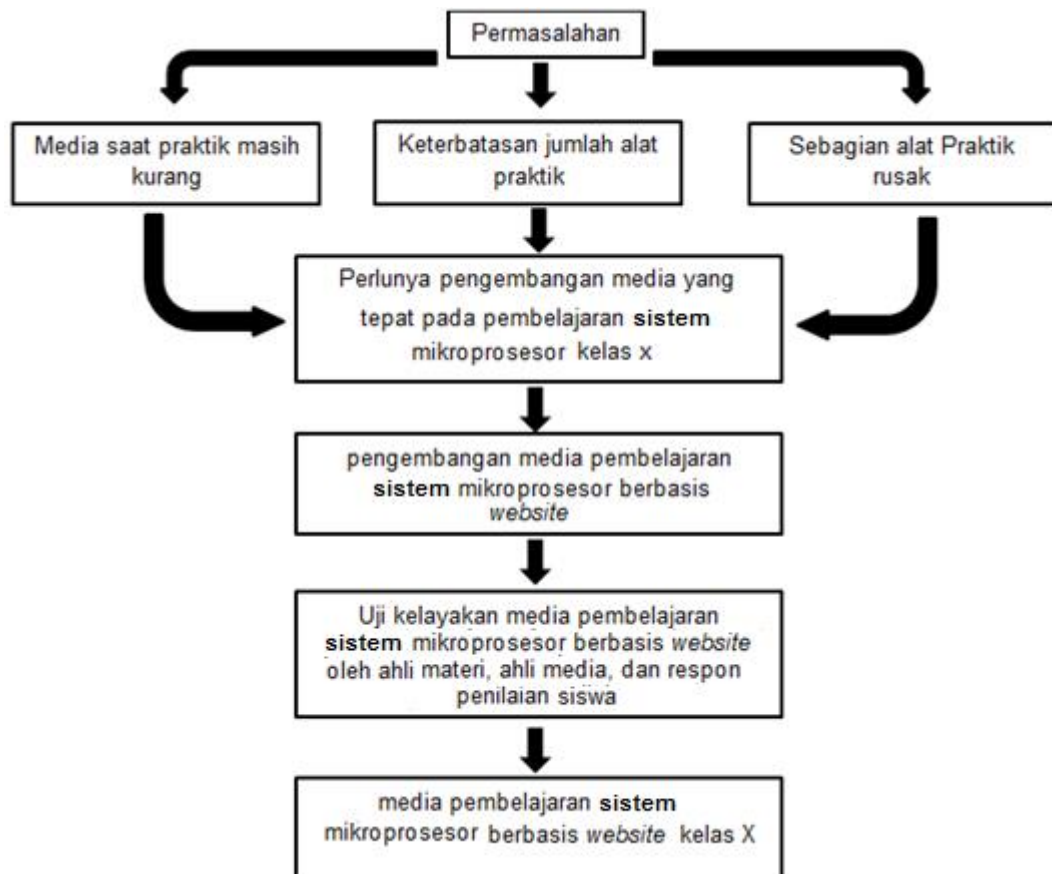 Permasalahan
Media saat praktik masih
kurang
Keterbatasan jumlah alat
praktik
Sebagian alat Praktik
rusak
Perlunya pengembangan media yang
tepat pada pembelajaran sistem
mikroprosesor kelas x
pengembangan media pembelajaran
sistem mikroprosesor berbasis
website
Uji kelayakan media pembelajaran
sistem mikroprosesor berbasis website
oleh ahli materi, ahli media, dan respon
penilaian siswa
media pembelajaran sistem
mikroprosesor berbasis website kelas X